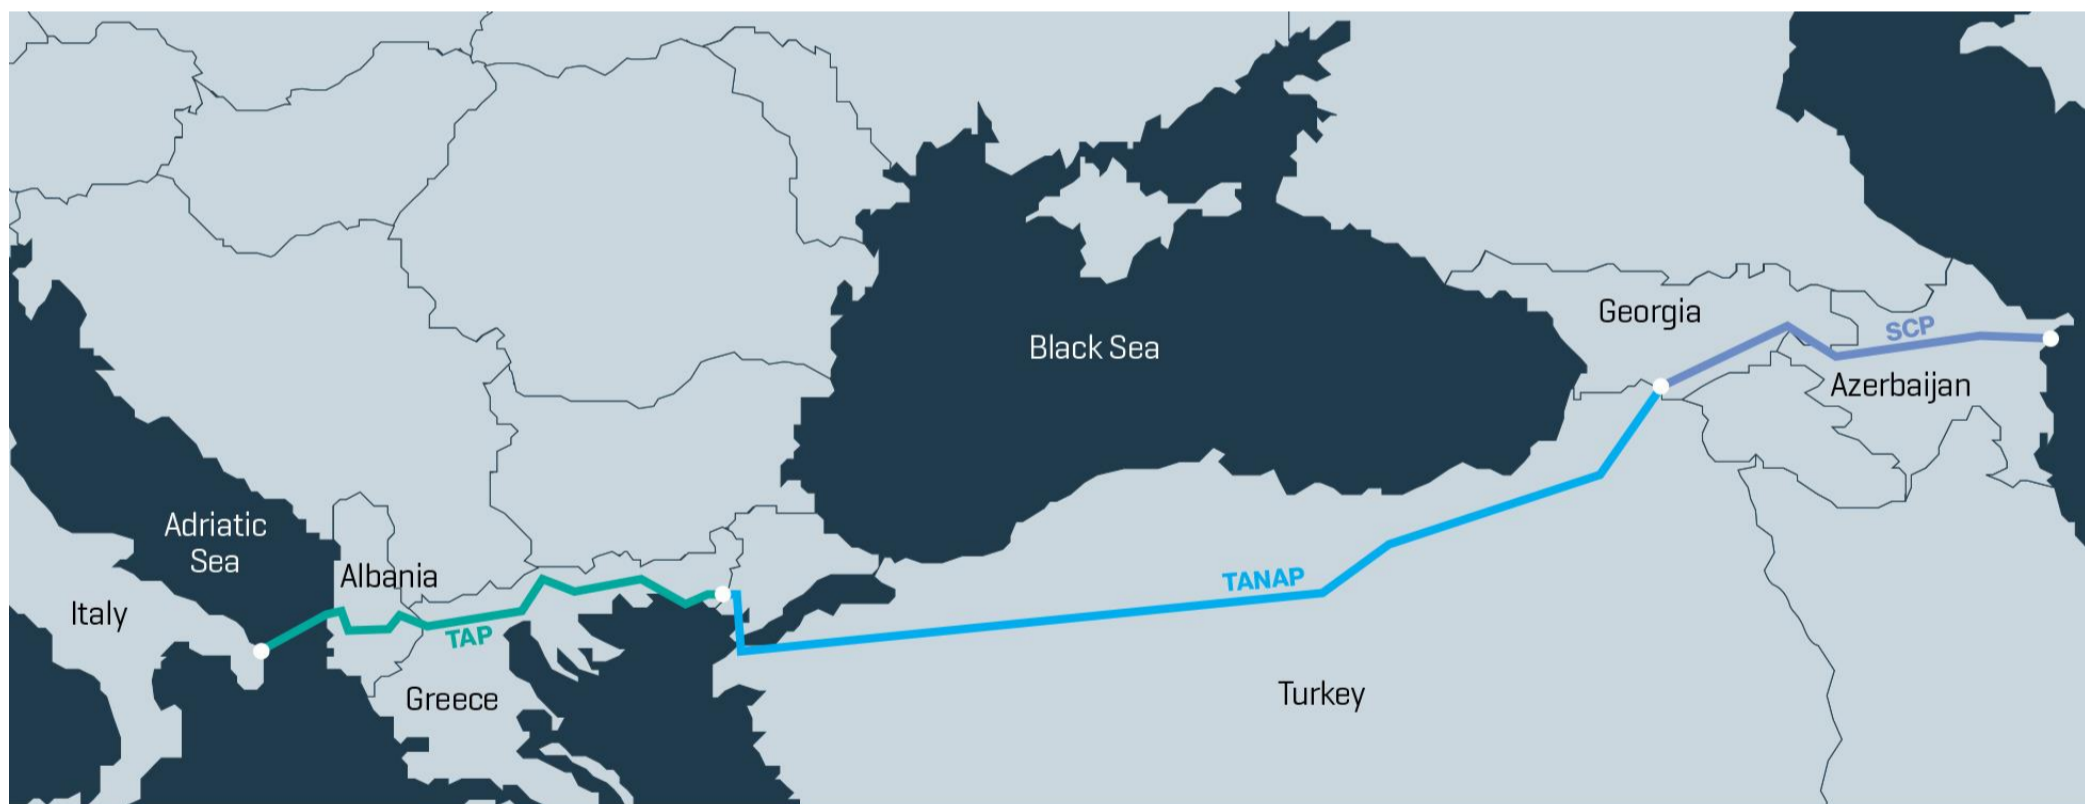 Georgia
SCP
Black Sea
Azerbaijan
Adriatic
Sea
Albania
TANAP
Italy
TAP
Greece
Turkey